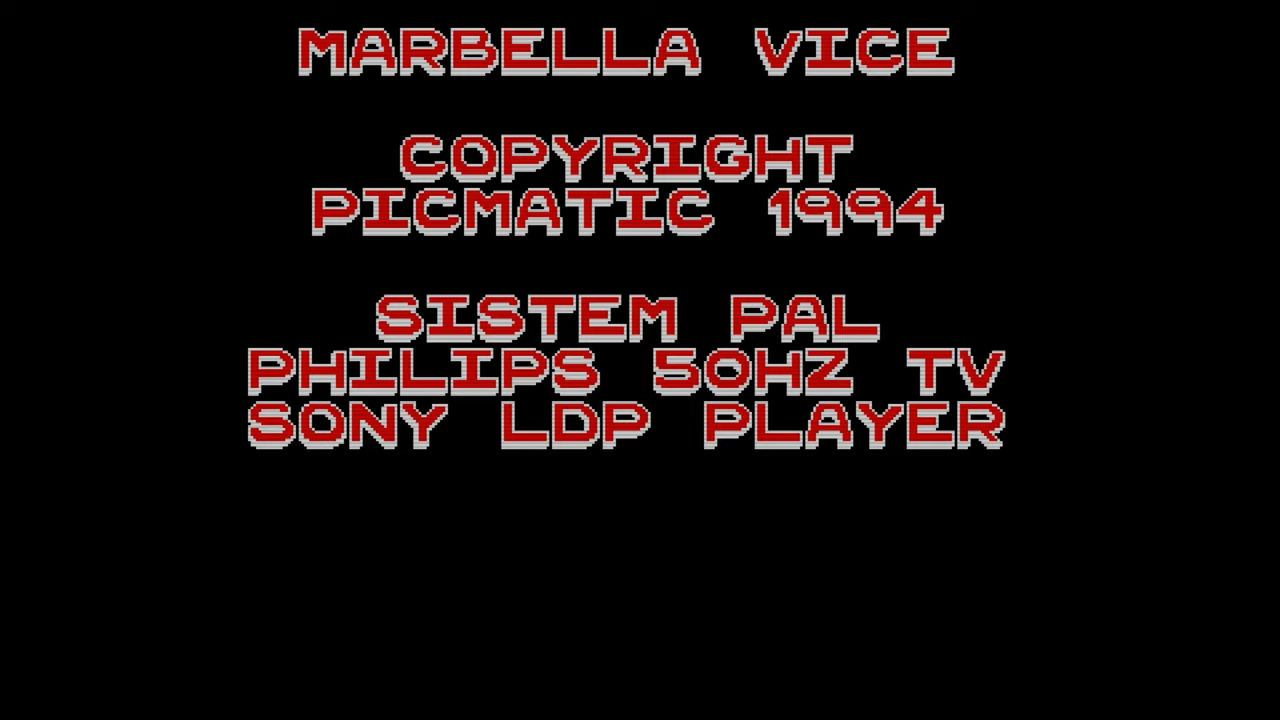 MARBELLA VICE
COPYRIGHT
PICMATIC 1994
SISTEM PAL
PHILIPS 50HZ TV
SONY LDP PLAYER